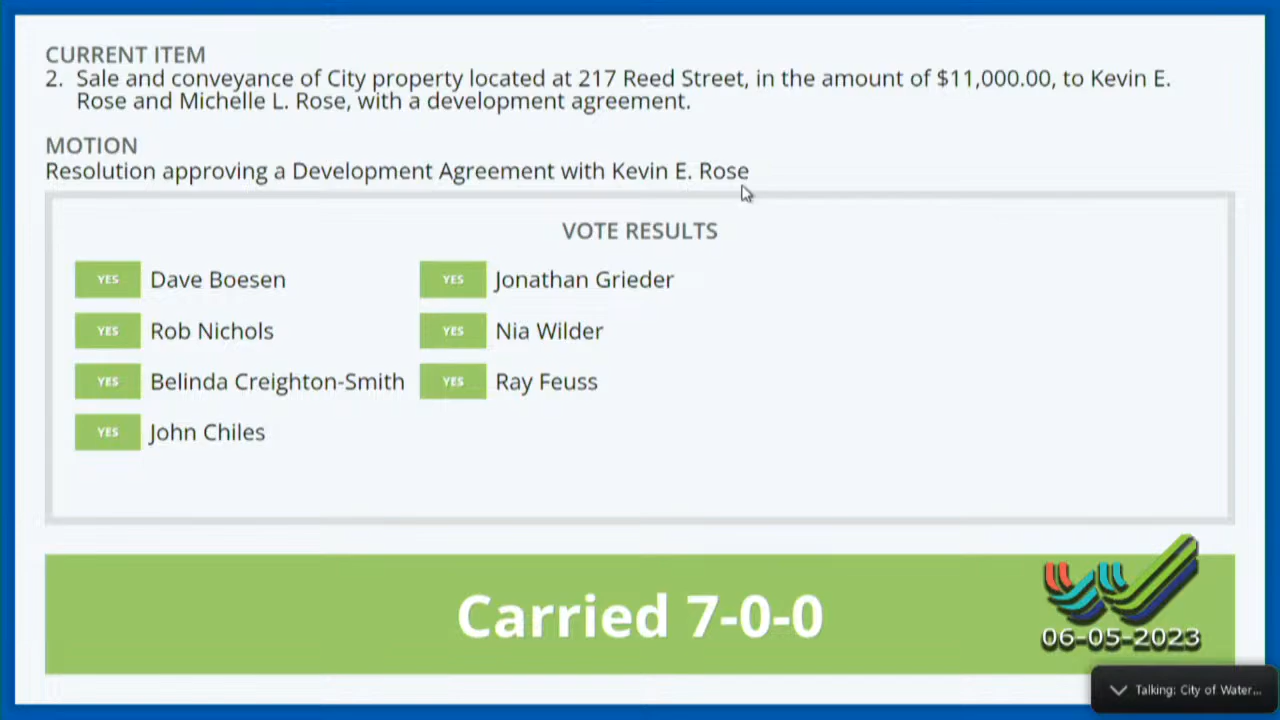 CURRENT ITEM
2. Sale and conveyance of City property located at 217 Reed Street, in the amount of $11,000.00, to Kevin E.
Rose and Michelle L. Rose, with a development agreement.
MOTION
Resolution approving a Development Agreement with Kevin E. Rose
VOTE RESULTS
YES Dave Boesen
YES Rob Nichols
YES Belinda Creighton-Smith
YES John Chiles
YES Jonathan Grieder
YES Nia Wilder
YES Ray Feuss
Carried 7-0-0
06-05-2023
Talking: City of Water...